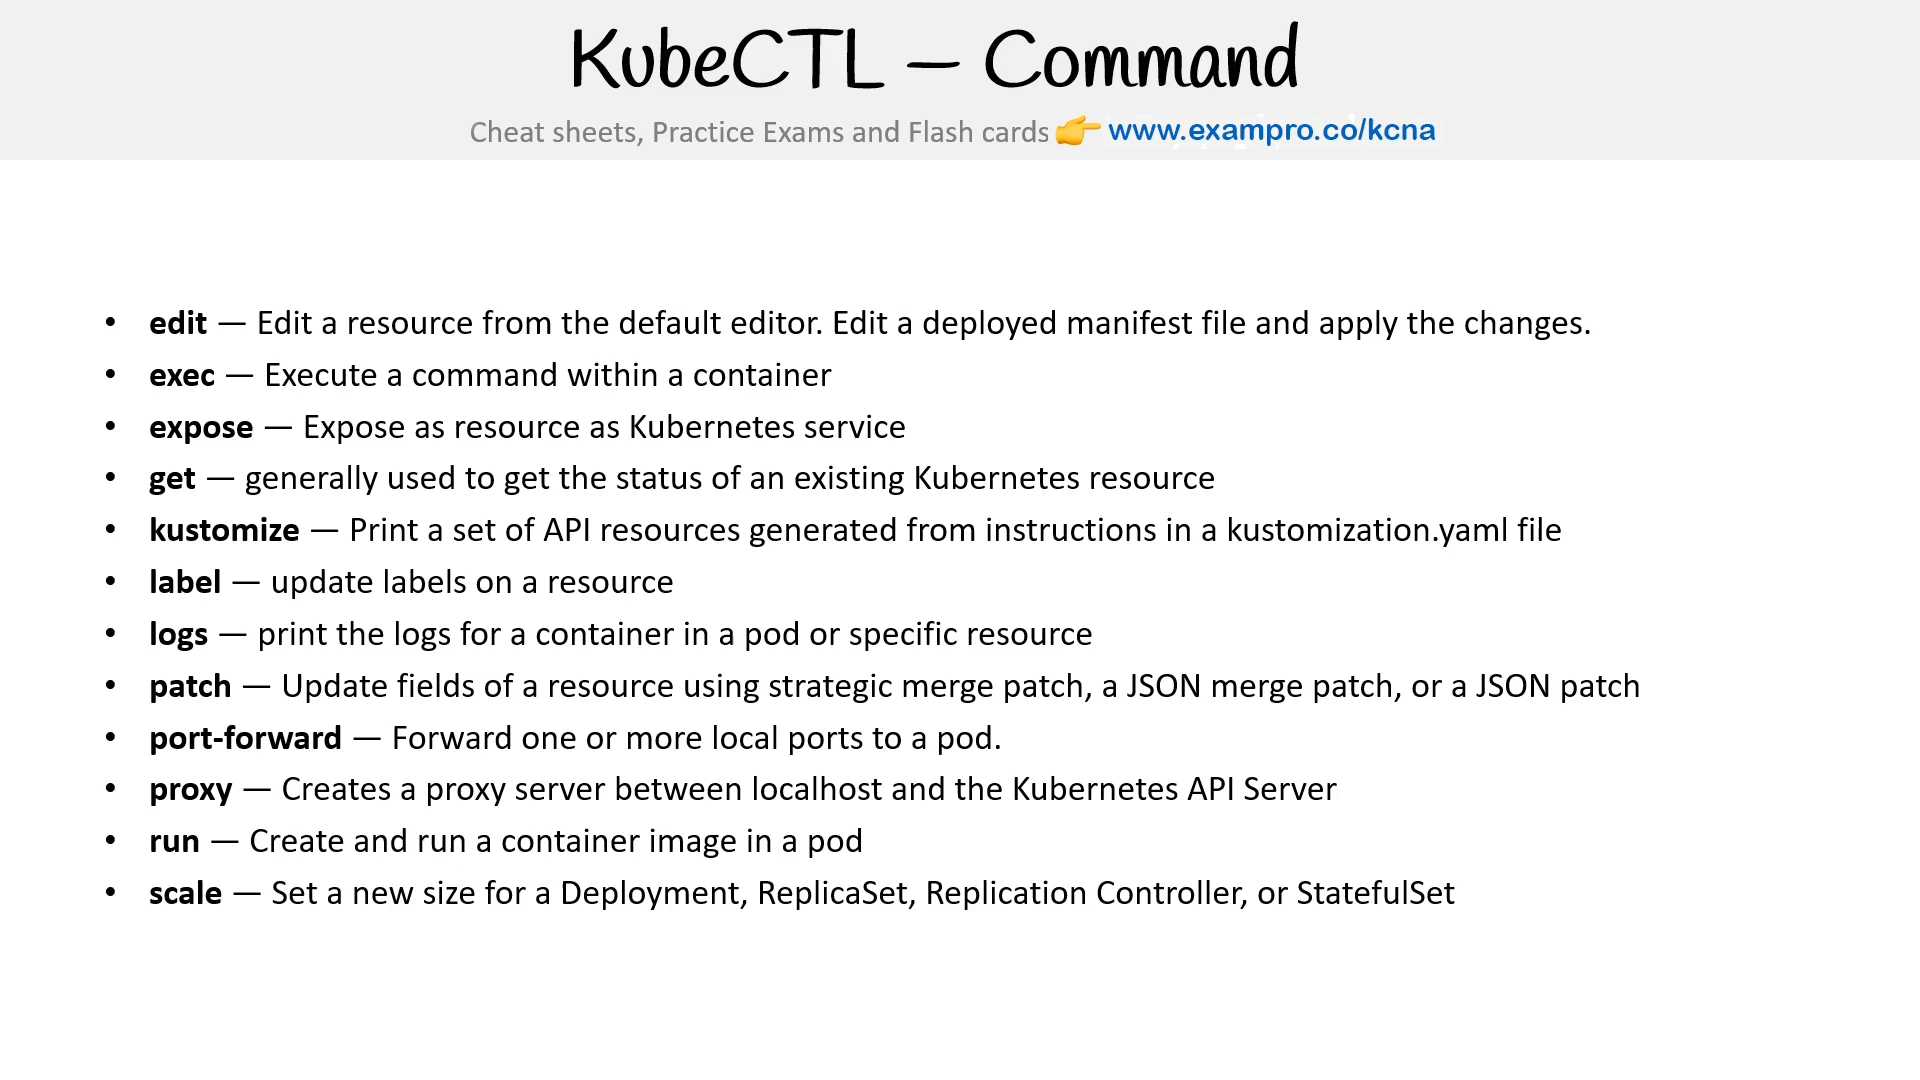 KubeCTL – Command
Cheat sheets, Practice Exams and Flash cards 👉 www.exampro.co/kcna
• edit — Edit a resource from the default editor. Edit a deployed manifest file and apply the changes.
• exec — Execute a command within a container
• expose — Expose as resource as Kubernetes service
• get — generally used to get the status of an existing Kubernetes resource
• kustomize — Print a set of API resources generated from instructions in a kustomization.yaml file
• label — update labels on a resource
• logs — print the logs for a container in a pod or specific resource
• patch — Update fields of a resource using strategic merge patch, a JSON merge patch, or a JSON patch
• port-forward — Forward one or more local ports to a pod.
• proxy — Creates a proxy server between localhost and the Kubernetes API Server
• run — Create and run a container image in a pod
• scale — Set a new size for a Deployment, ReplicaSet, Replication Controller, or StatefulSet